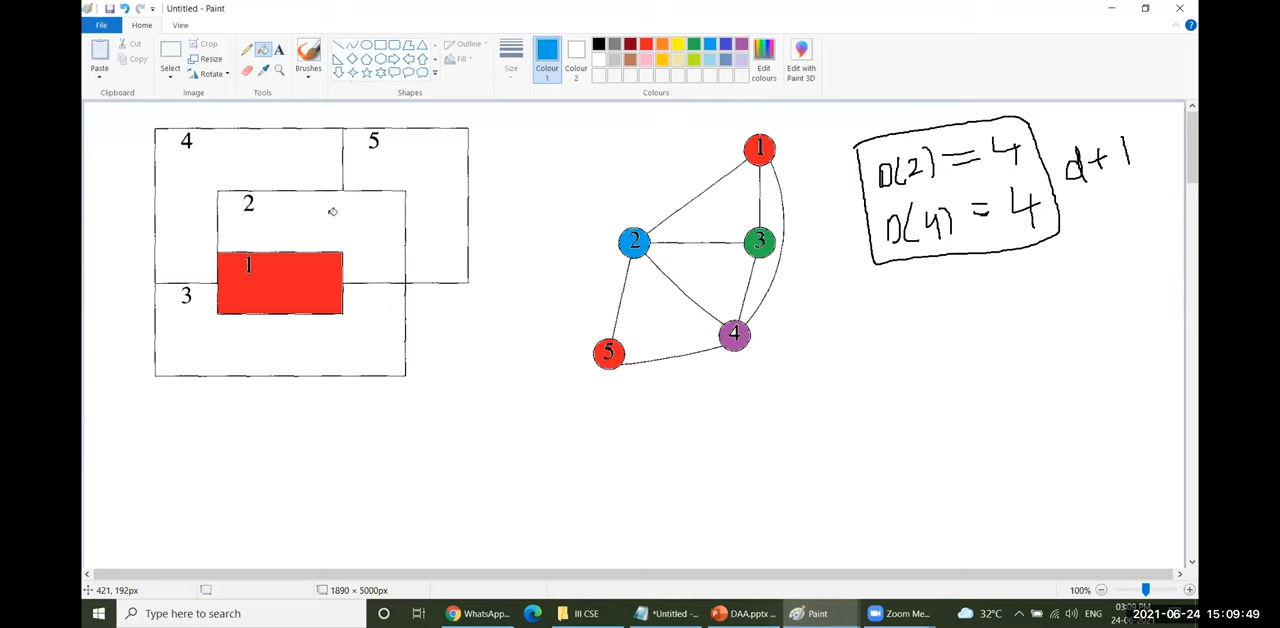 Untitled - Paint
File
Home
View
Paste
Cut
Copy
Clipboard
Select
Crop
Resize
Rotate
Image
A
Tools
Brushes
Outline
Fill
Shapes
Size
Colour 1
Colour 2
Edit colours
Edit with Paint 3D
Colours
4
5
2
1
3
1
2
3
4
5
D(2) = 4
D(4) = 4
d+1
421, 192px
1890 × 5000px
100%
Type here to search
WhatsApp...
III CSE
*Untitled -...
DAA.pptx ...
Paint
Zoom Me...
32°C
ENG
2021-06-24 15:09:49